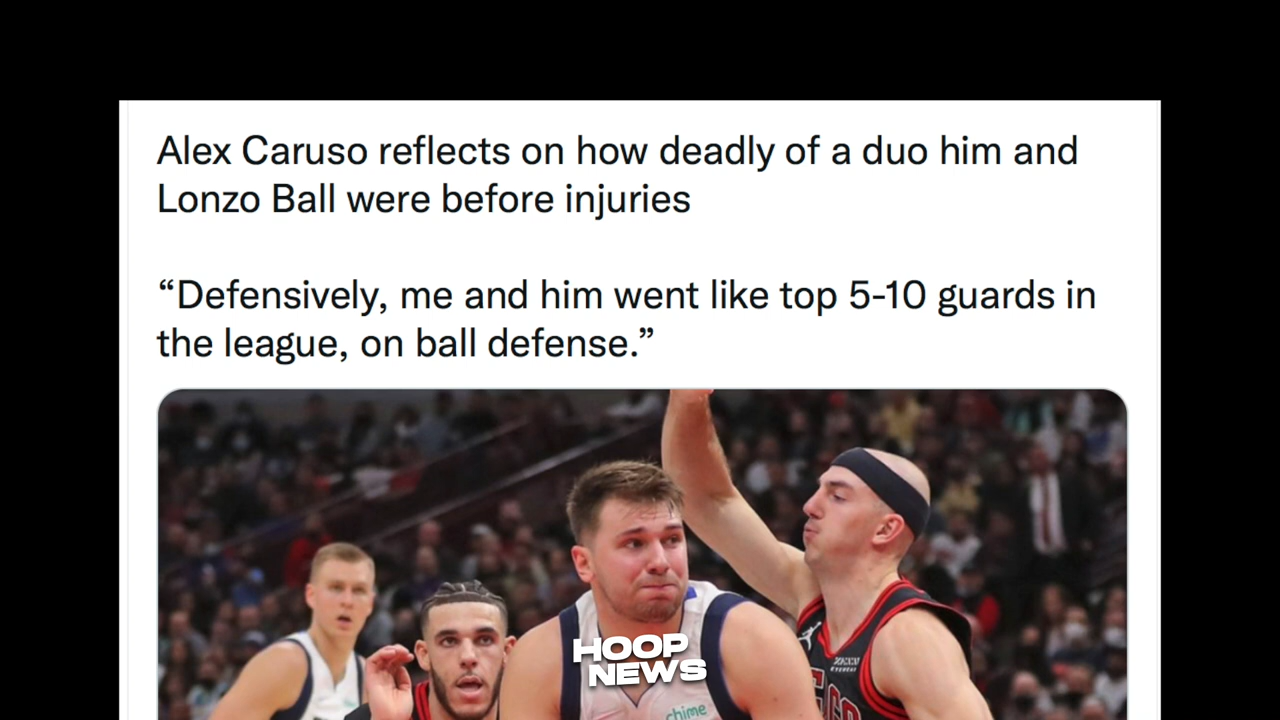 Alex Caruso reflects on how deadly of a duo him and
Lonzo Ball were before injuries
“Defensively, me and him went like top 5-10 guards in
the league, on ball defense.”
HOOP
NEWS
chime